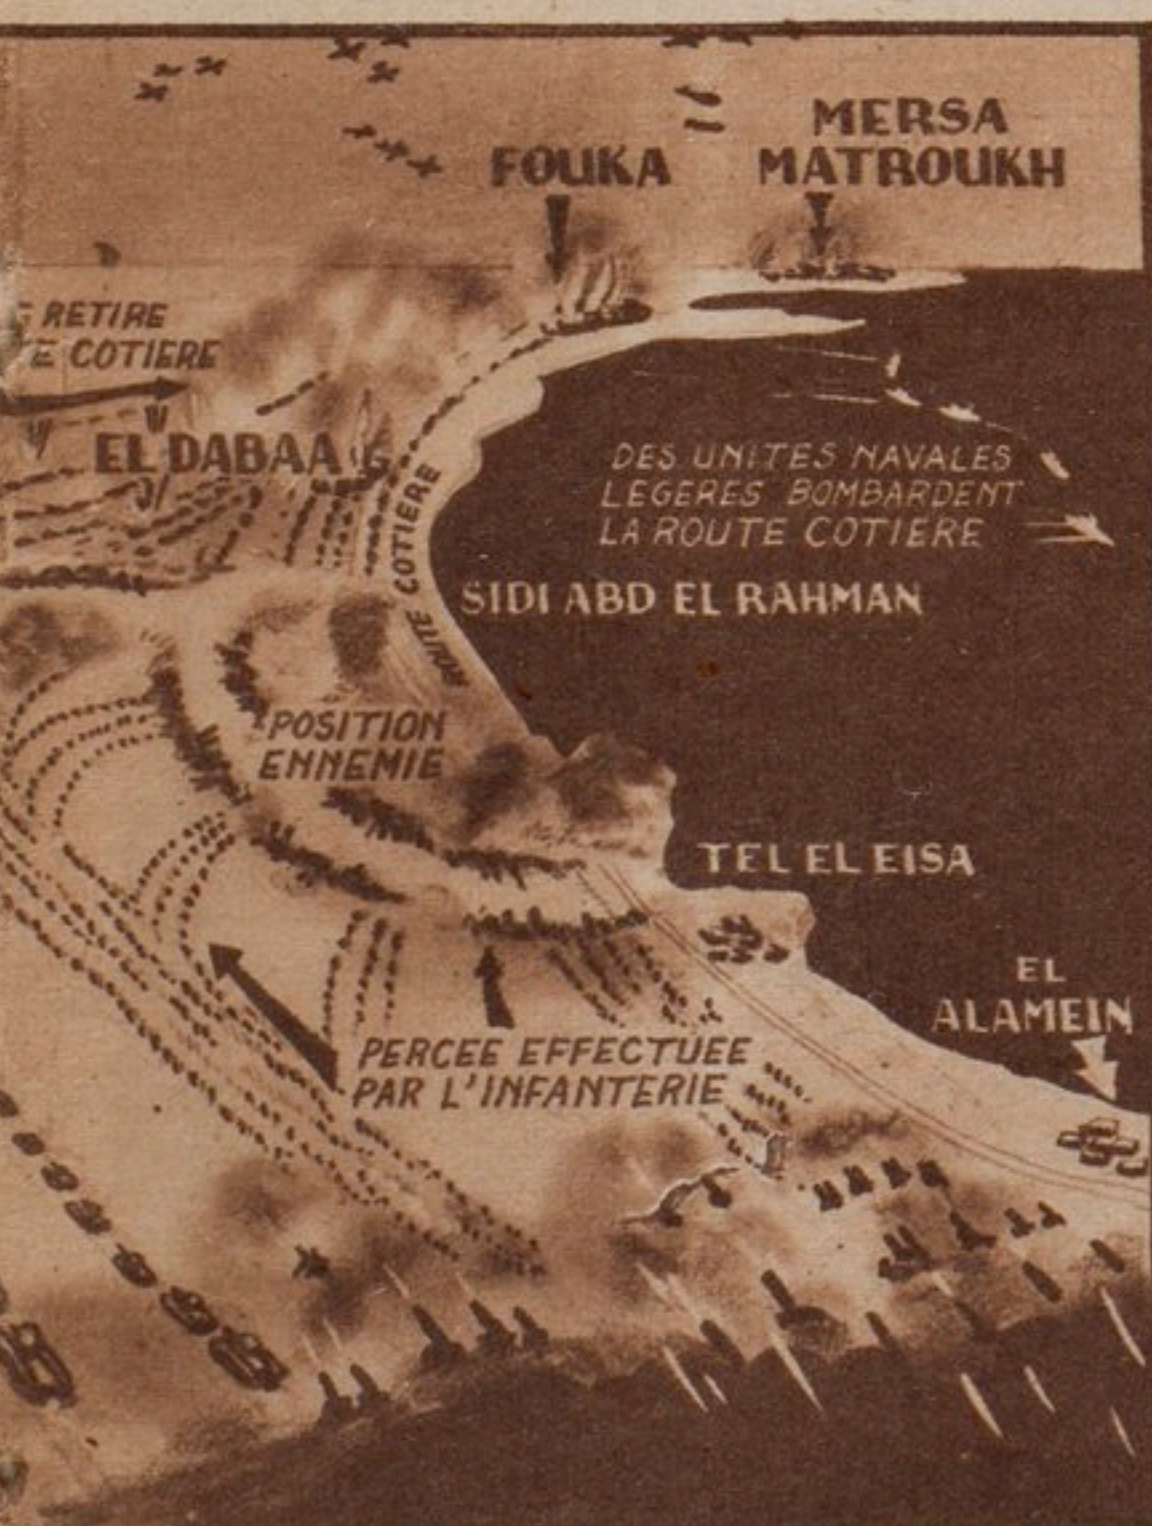 MERSA
MATROUKH
FOUKA
RETIRE
COTIERE
EL DABAA
ROUTE COTIERE
DES UNITES NAVALES
LEGERES BOMBARDENT
LA ROUTE COTIERE
SIDI ABD EL RAHMAN
POSITION
ENNEMIE
TEL EL EISA
EL
ALAMEIN
PERCEE EFFECTUEE
PAR L'INFANTERIE